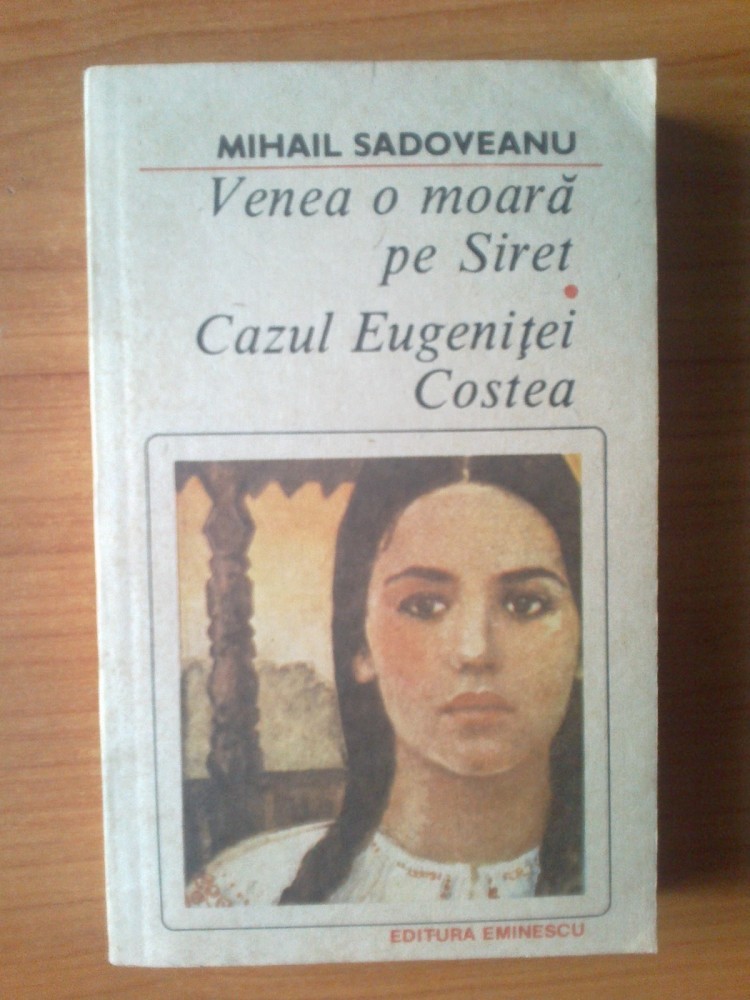 MIHAIL SADOVEANU
Venea o moară
pe Siret
•
Cazul Eugeniţei
Costea
EDITURA EMINESCU